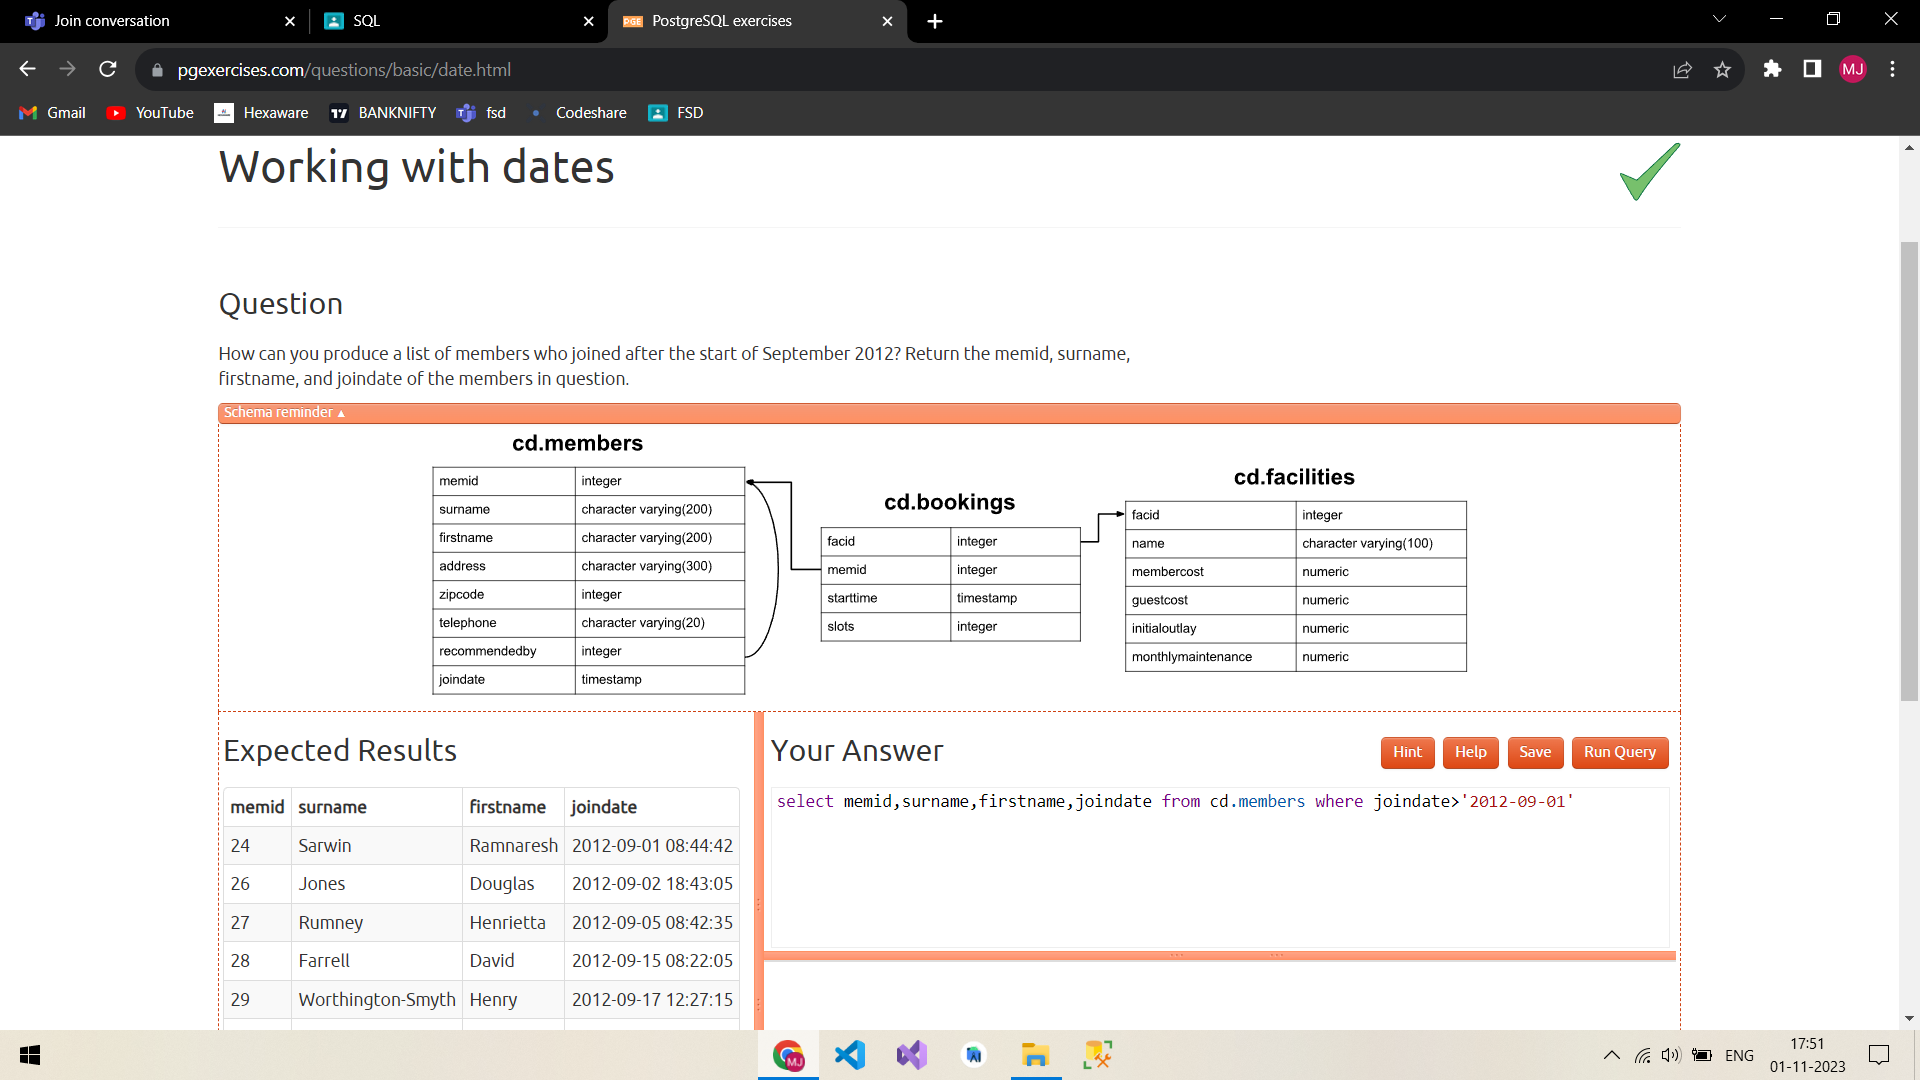 Join conversation
SQL
PGE PostgreSQL exercises
pgexercises.com/questions/basic/date.html
MJ
Gmail
YouTube
Hexaware
BANKNIFTY
fsd
Codeshare
FSD
Working with dates
Question
How can you produce a list of members who joined after the start of September 2012? Return the memid, surname,
firstname, and joindate of the members in question.
Schema reminder ▲
cd.members
memid integer
surname character varying(200)
firstname character varying(200)
address character varying(300)
zipcode integer
telephone character varying(20)
recommendedby integer
joindate timestamp
cd.bookings
facid integer
memid integer
starttime timestamp
slots integer
cd.facilities
facid integer
name character varying(100)
membercost numeric
guestcost numeric
initialoutlay numeric
monthlymaintenance numeric
Expected Results
memid surname firstname joindate
24 Sarwin Ramnaresh 2012-09-01 08:44:42
26 Jones Douglas 2012-09-02 18:43:05
27 Rumney Henrietta 2012-09-05 08:42:35
28 Farrell David 2012-09-15 08:22:05
29 Worthington-Smyth Henry 2012-09-17 12:27:15
Your Answer
Hint Help Save Run Query
select memid,surname,firstname,joindate from cd.members where joindate>'2012-09-01'
MJ
ENG
17:51
01-11-2023